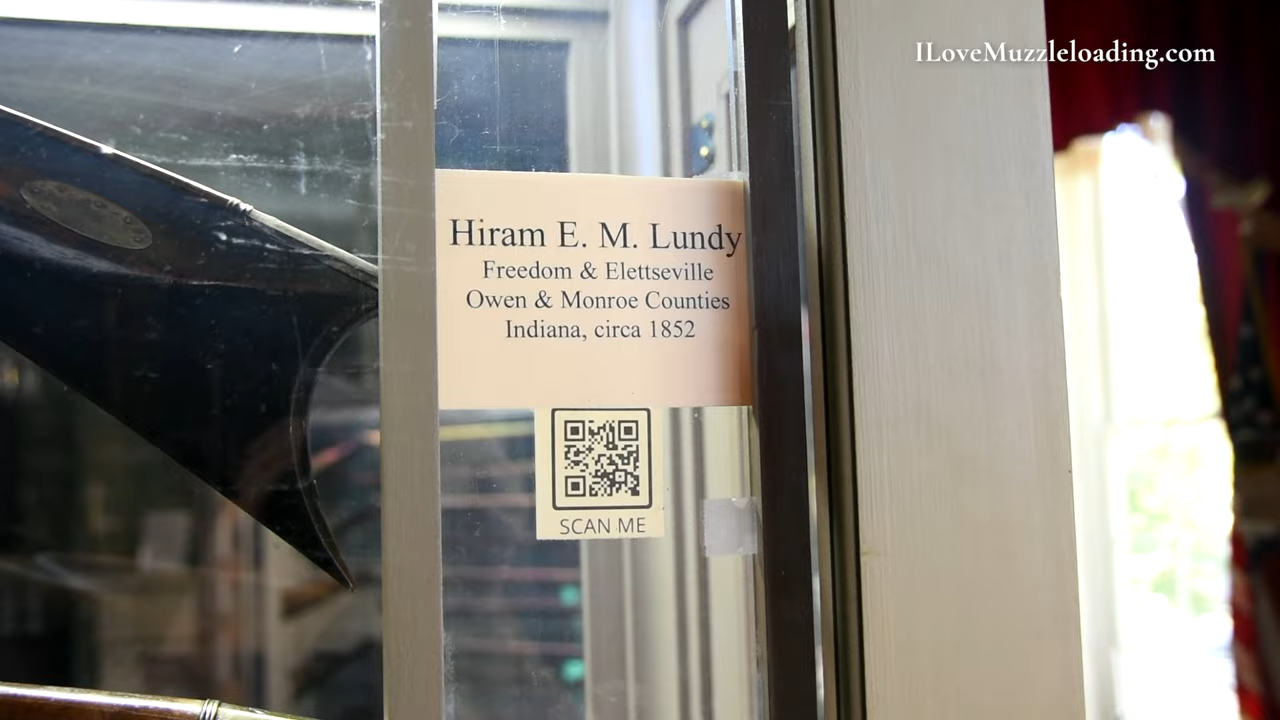 ILoveMuzzleloading.com
Hiram E. M. Lundy
Freedom & Elettseville
Owen & Monroe Counties
Indiana, circa 1852
SCAN ME